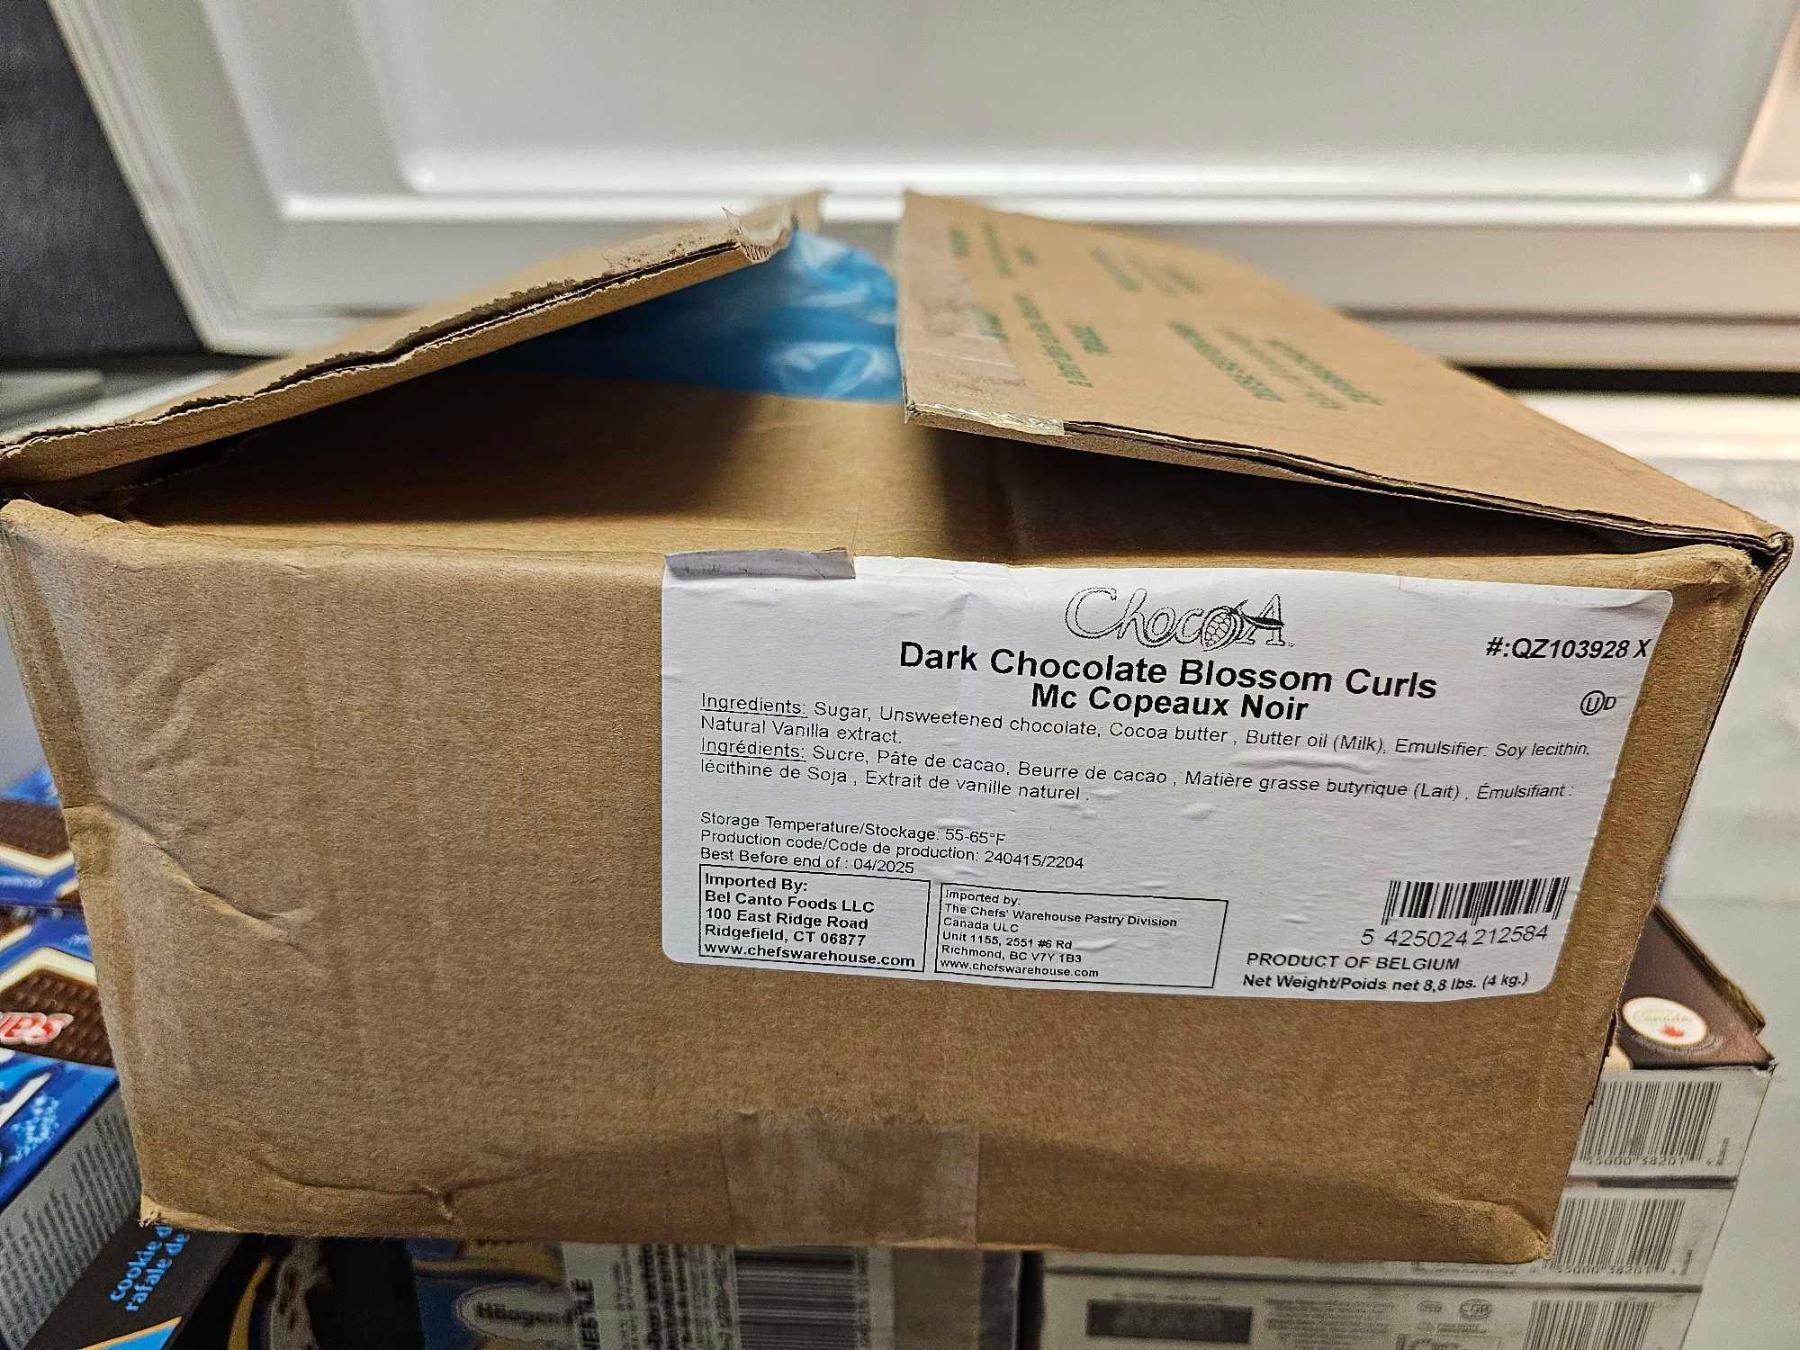 ChocoA
#:QZ103928 X
Dark Chocolate Blossom Curls
Mc Copeaux Noir
UD
Ingredients: Sugar, Unsweetened chocolate, Cocoa butter , Butter oil (Milk), Emulsifier: Soy lecithin,
Natural Vanilla extract.
Ingrédients: Sucre, Pâte de cacao, Beurre de cacao , Matière grasse butyrique (Lait) , Émulsifiant :
lécithine de Soja , Extrait de vanille naturel .
Storage Temperature/Stockage: 55-65°F
Production code/Code de production: 240415/2204
Best Before end of : 04/2025
Imported By:
Bel Canto Foods LLC
100 East Ridge Road
Ridgefield, CT 06877
www.chefswarehouse.com
Imported by:
The Chefs' Warehouse Pastry Division
Canada ULC
Unit 1155, 2551 #6 Rd
Richmond, BC V7Y 1B3
www.chefswarehouse.com
5 425024 212584
PRODUCT OF BELGIUM
Net Weight/Poids net 8,8 lbs. (4 kg.)
Canada
cookie
rafale de
Häagen